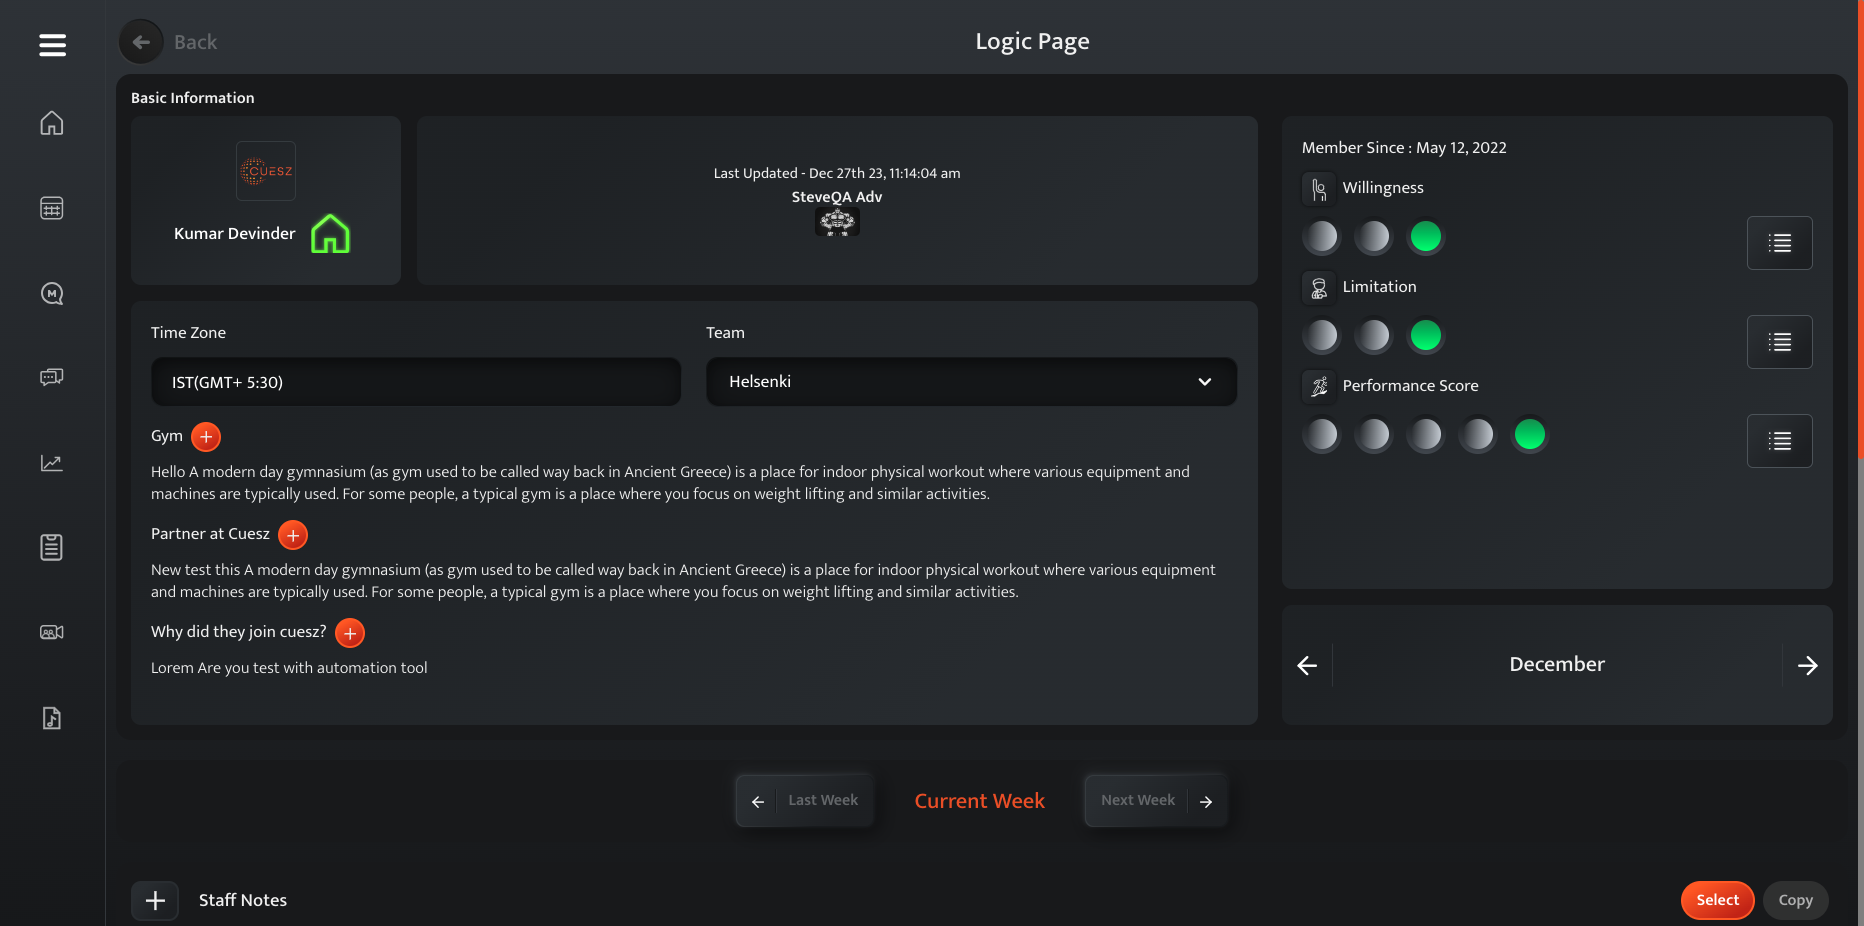 Back
Logic Page
Basic Information
CUESZ
Kumar Devinder
Last Updated - Dec 27th 23, 11:14:04 am
SteveQA Adv
Member Since : May 12, 2022
Willingness
Limitation
Performance Score
Time Zone
Team
IST(GMT+ 5:30)
Helsenki
Gym
Hello A modern day gymnasium (as gym used to be called way back in Ancient Greece) is a place for indoor physical workout where various equipment and
machines are typically used. For some people, a typical gym is a place where you focus on weight lifting and similar activities.
Partner at Cuesz
New test this A modern day gymnasium (as gym used to be called way back in Ancient Greece) is a place for indoor physical workout where various equipment
and machines are typically used. For some people, a typical gym is a place where you focus on weight lifting and similar activities.
Why did they join cuesz?
Lorem Are you test with automation tool
December
Last Week
Current Week
Next Week
Staff Notes
Select
Copy
M